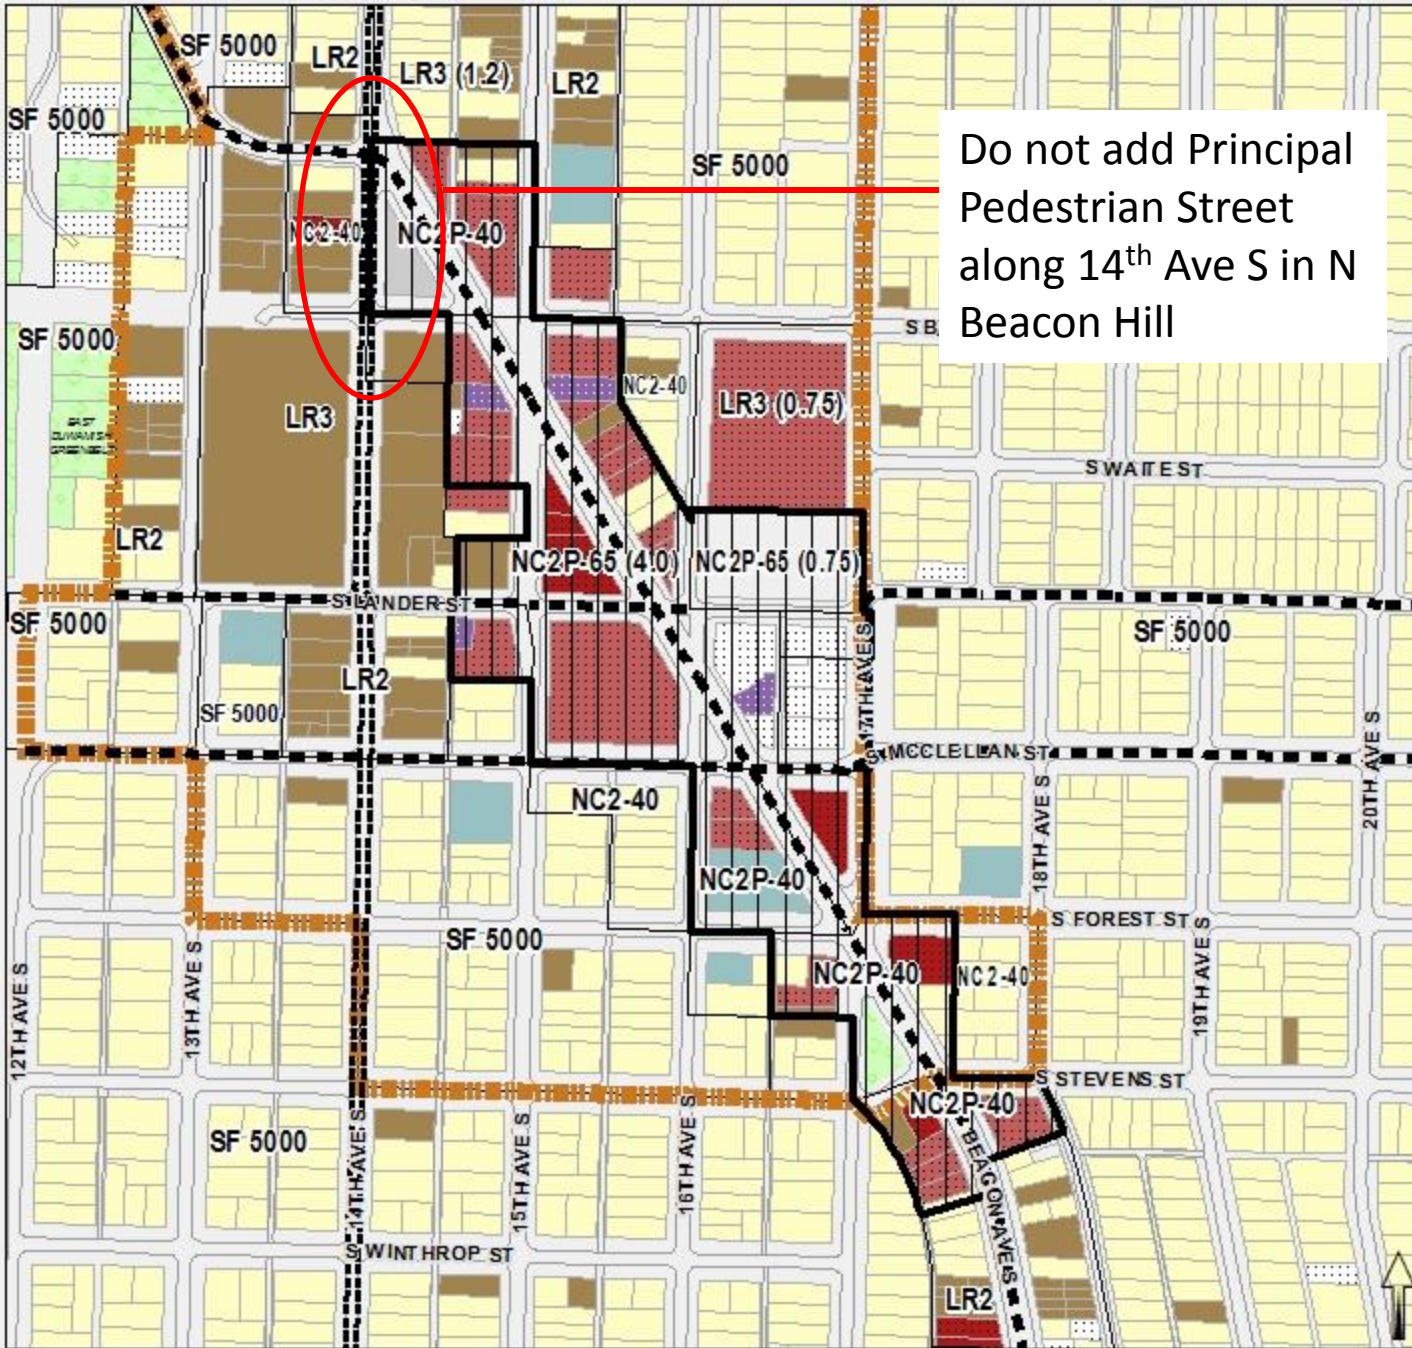 SF 5000
LR2
LR3 (1.2)
LR2
SF 5000
SF 5000
Do not add Principal
Pedestrian Street
along 14th Ave S in N
Beacon Hill
NC2-40
NC2P-40
SF 5000
S B
NC2-40
LR3 (0.75)
LR3
EAST
DUWAMISH
GREENBELT
S WAITE ST
LR2
NC2P-65 (4.0)
NC2P-65 (0.75)
S LANDER ST
SF 5000
SF 5000
17TH AVE S
LR2
SF 5000
20TH AVE S
S MCCLELLAN ST
NC2-40
18TH AVE S
NC2P-40
S FOREST ST
SF 5000
19TH AVE S
NC2P-40
NC2-40
12TH AVE S
13TH AVE S
S STEVENS ST
NC2P-40
SF 5000
14TH AVE S
15TH AVE S
16TH AVE S
BEACON AVE S
S WINTHROP ST
LR2